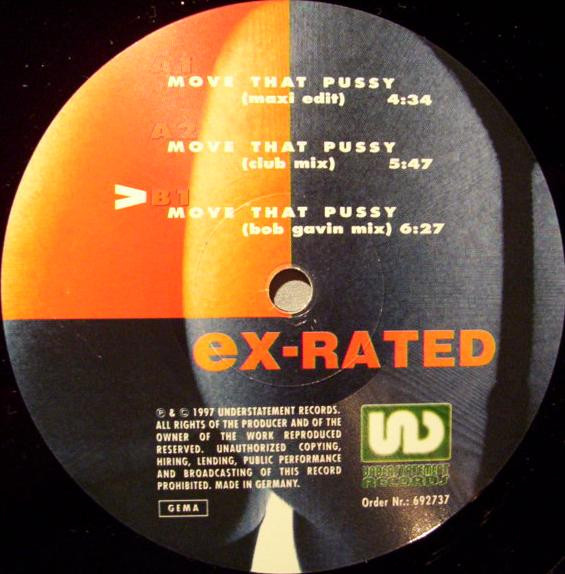 A1
MOVE THAT PUSSY
(maxi edit) 4:34
A2
MOVE THAT PUSSY
(club mix) 5:47
B1
MOVE THAT PUSSY
(bob gavin mix) 6:27
eX-RATED
℗ & © 1997 UNDERSTATEMENT RECORDS.
ALL RIGHTS OF THE PRODUCER AND OF THE
OWNER OF THE WORK REPRODUCED
RESERVED. UNAUTHORIZED COPYING,
HIRING, LENDING, PUBLIC PERFORMANCE
AND BROADCASTING OF THIS RECORD
PROHIBITED. MADE IN GERMANY.
GEMA
UNDERSTATEMENT
RECORDS
Order Nr.: 692737